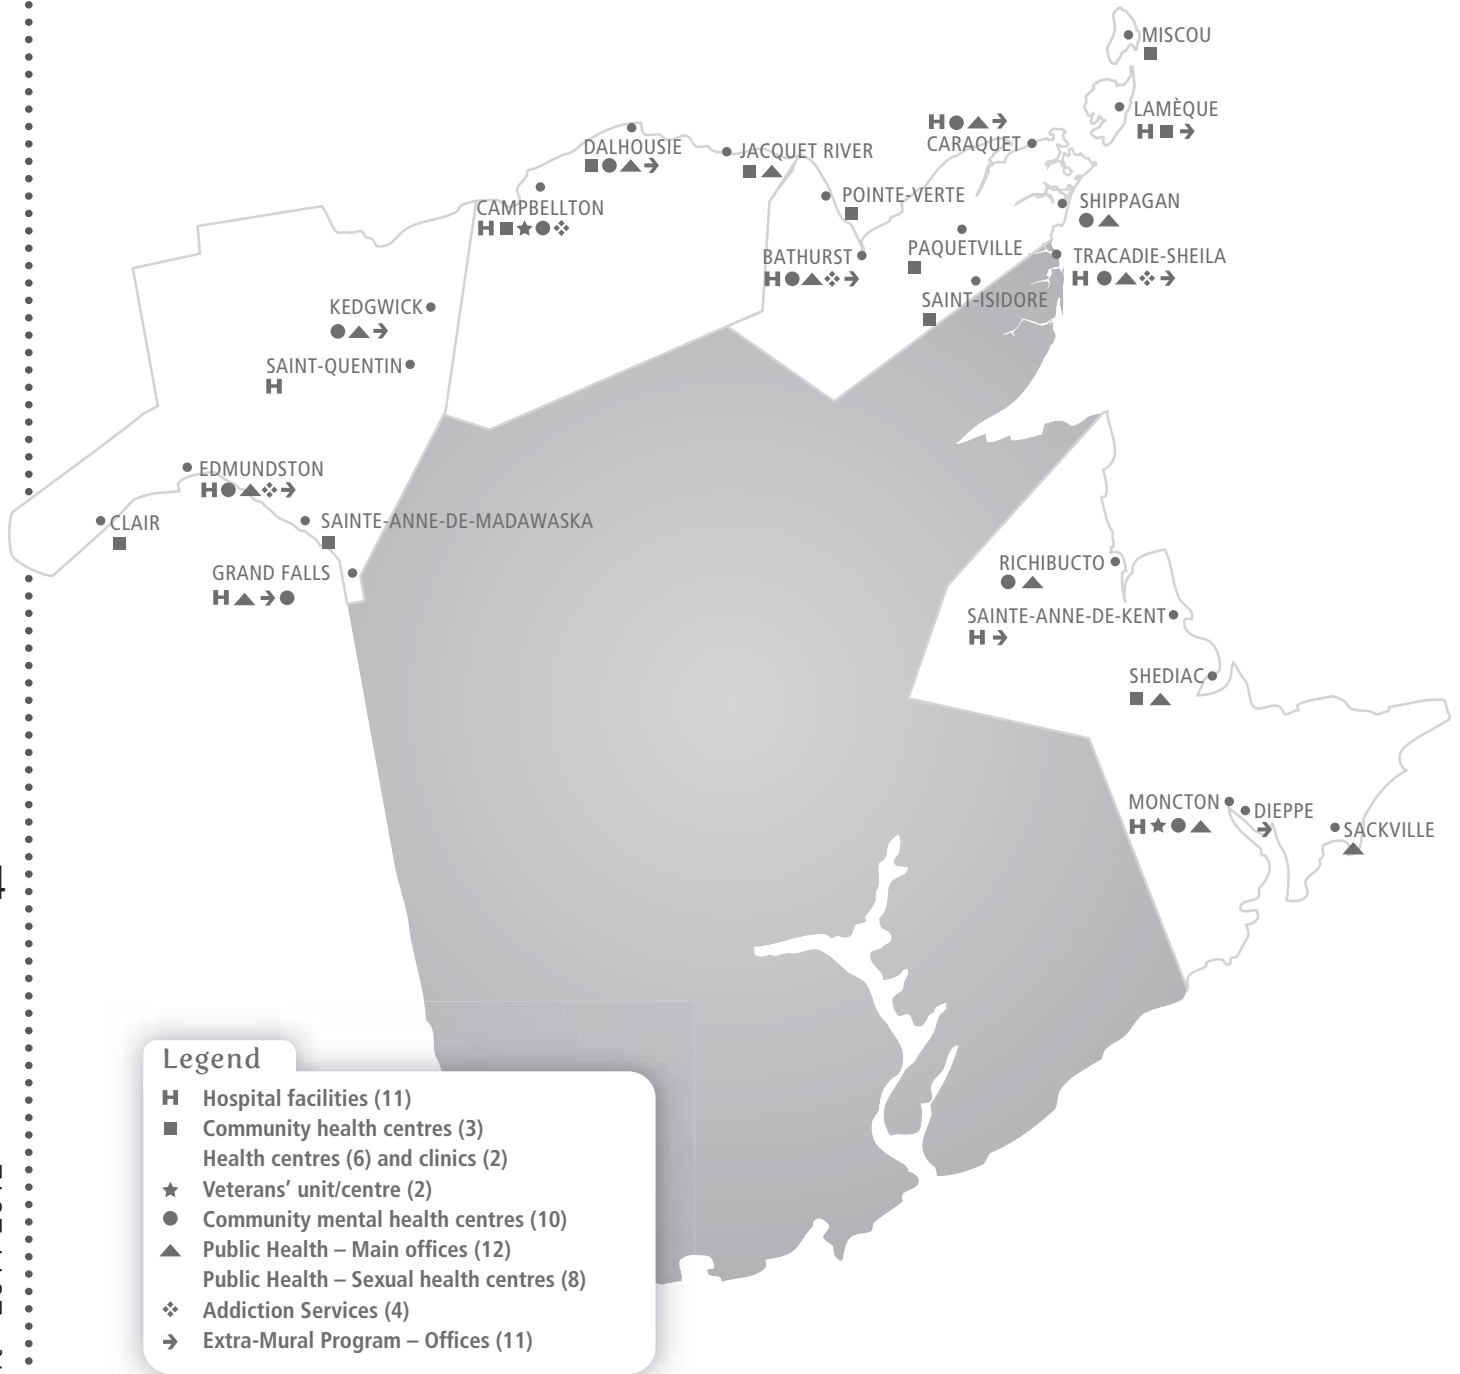 MISCOU
LAMÈQUE
H
H
CARAQUET
DALHOUSIE
JACQUET RIVER
POINTE-VERTE
SHIPPAGAN
CAMPBELLTON
H
PAQUETVILLE
BATHURST
H
TRACADIE-SHEILA
H
SAINT-ISIDORE
KEDGWICK
SAINT-QUENTIN
H
EDMUNDSTON
H
CLAIR
SAINTE-ANNE-DE-MADAWASKA
GRAND FALLS
H
RICHIBUCTO
SAINTE-ANNE-DE-KENT
H
SHEDIAC
MONCTON
H
DIEPPE
SACKVILLE
4
Legend
H Hospital facilities (11)
Community health centres (3)
Health centres (6) and clinics (2)
Veterans’ unit/centre (2)
Community mental health centres (10)
Public Health – Main offices (12)
Public Health – Sexual health centres (8)
Addiction Services (4)
Extra-Mural Program – Offices (11)